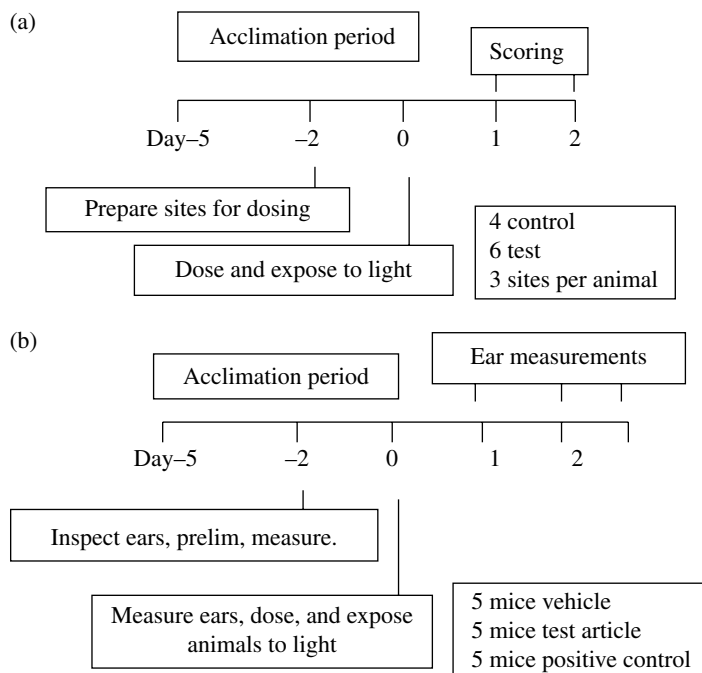 (a)
Acclimation period
Scoring
Day–5 –2 0 1 2
Prepare sites for dosing
Dose and expose to light
4 control
6 test
3 sites per animal
(b)
Ear measurements
Acclimation period
Day–5 –2 0 1 2
Inspect ears, prelim, measure.
Measure ears, dose, and expose
animals to light
5 mice vehicle
5 mice test article
5 mice positive control